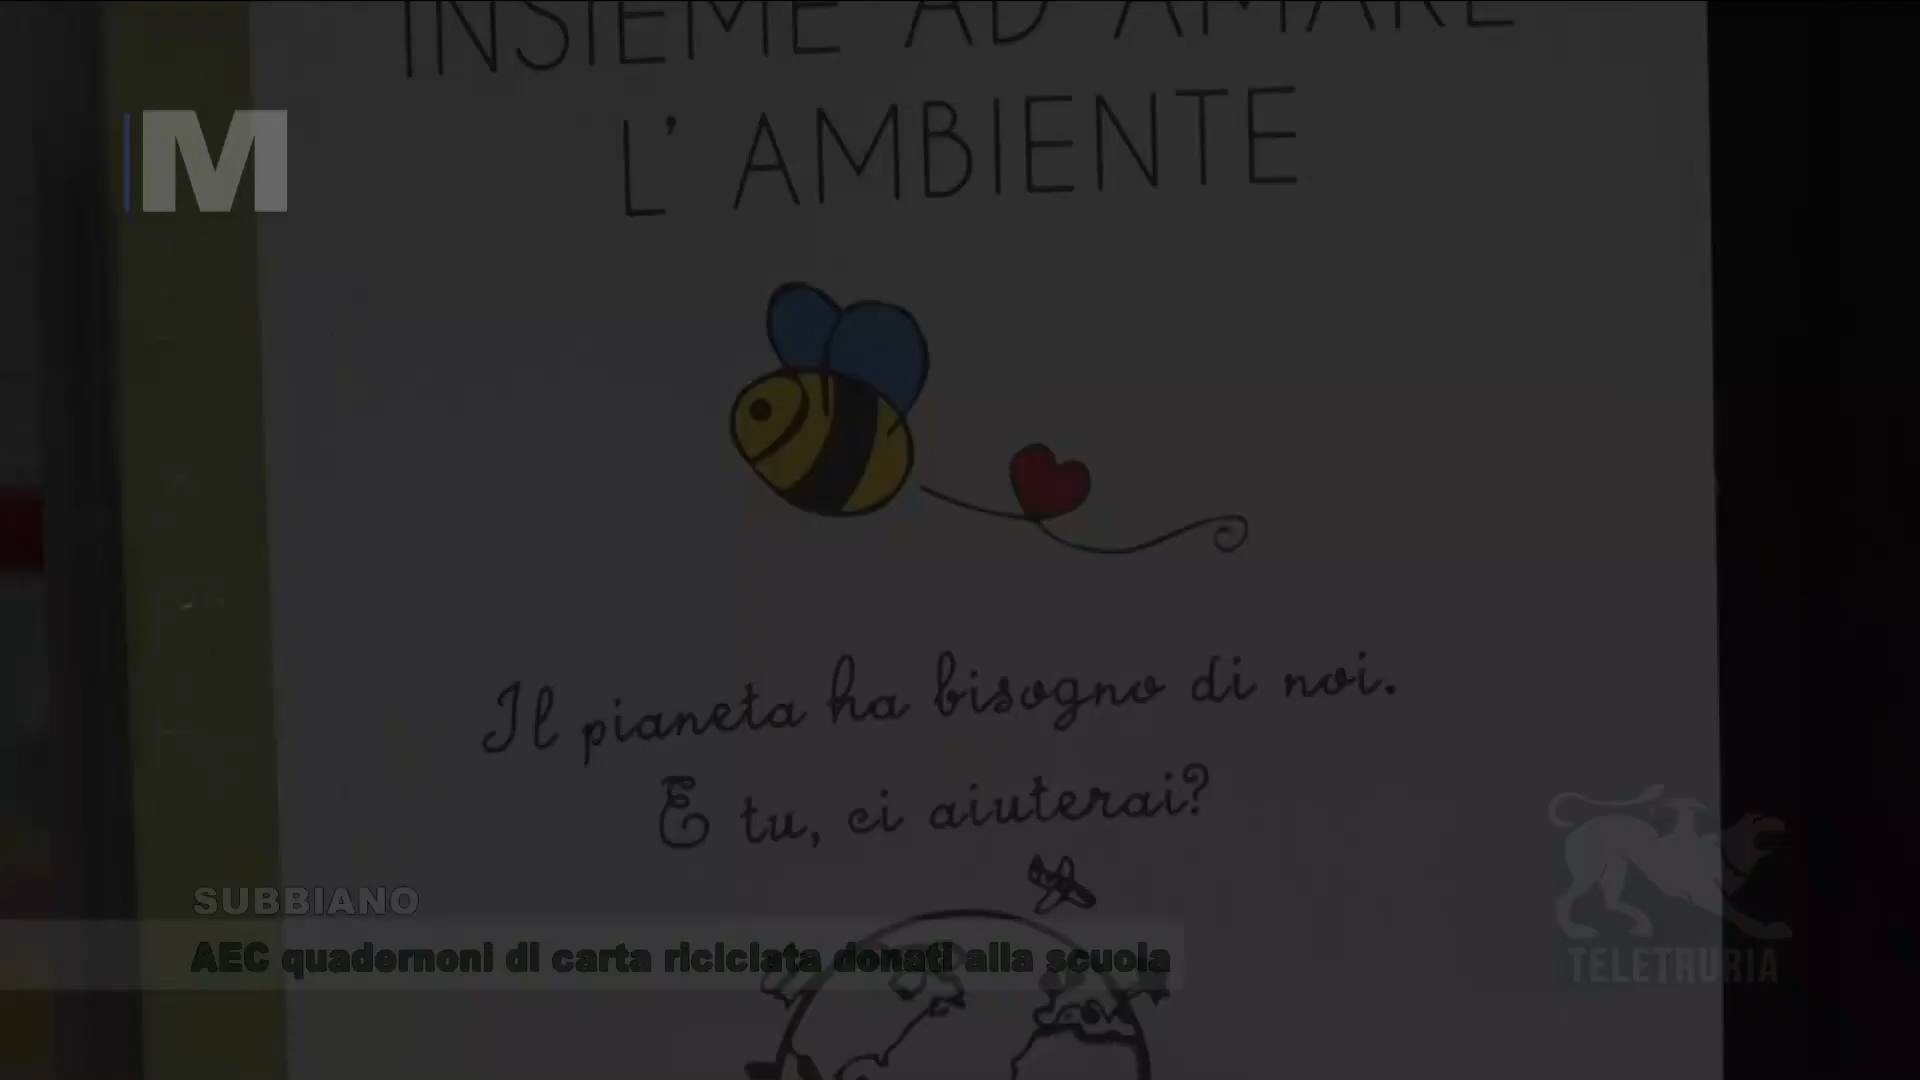 INSIEME AD AMARE
L' AMBIENTE
M
Il pianeta ha bisogno di noi.
E tu, ci aiuterai?
SUBBIANO
AEC quadernoni di carta riciclata donati alla scuola
TELETRURIA